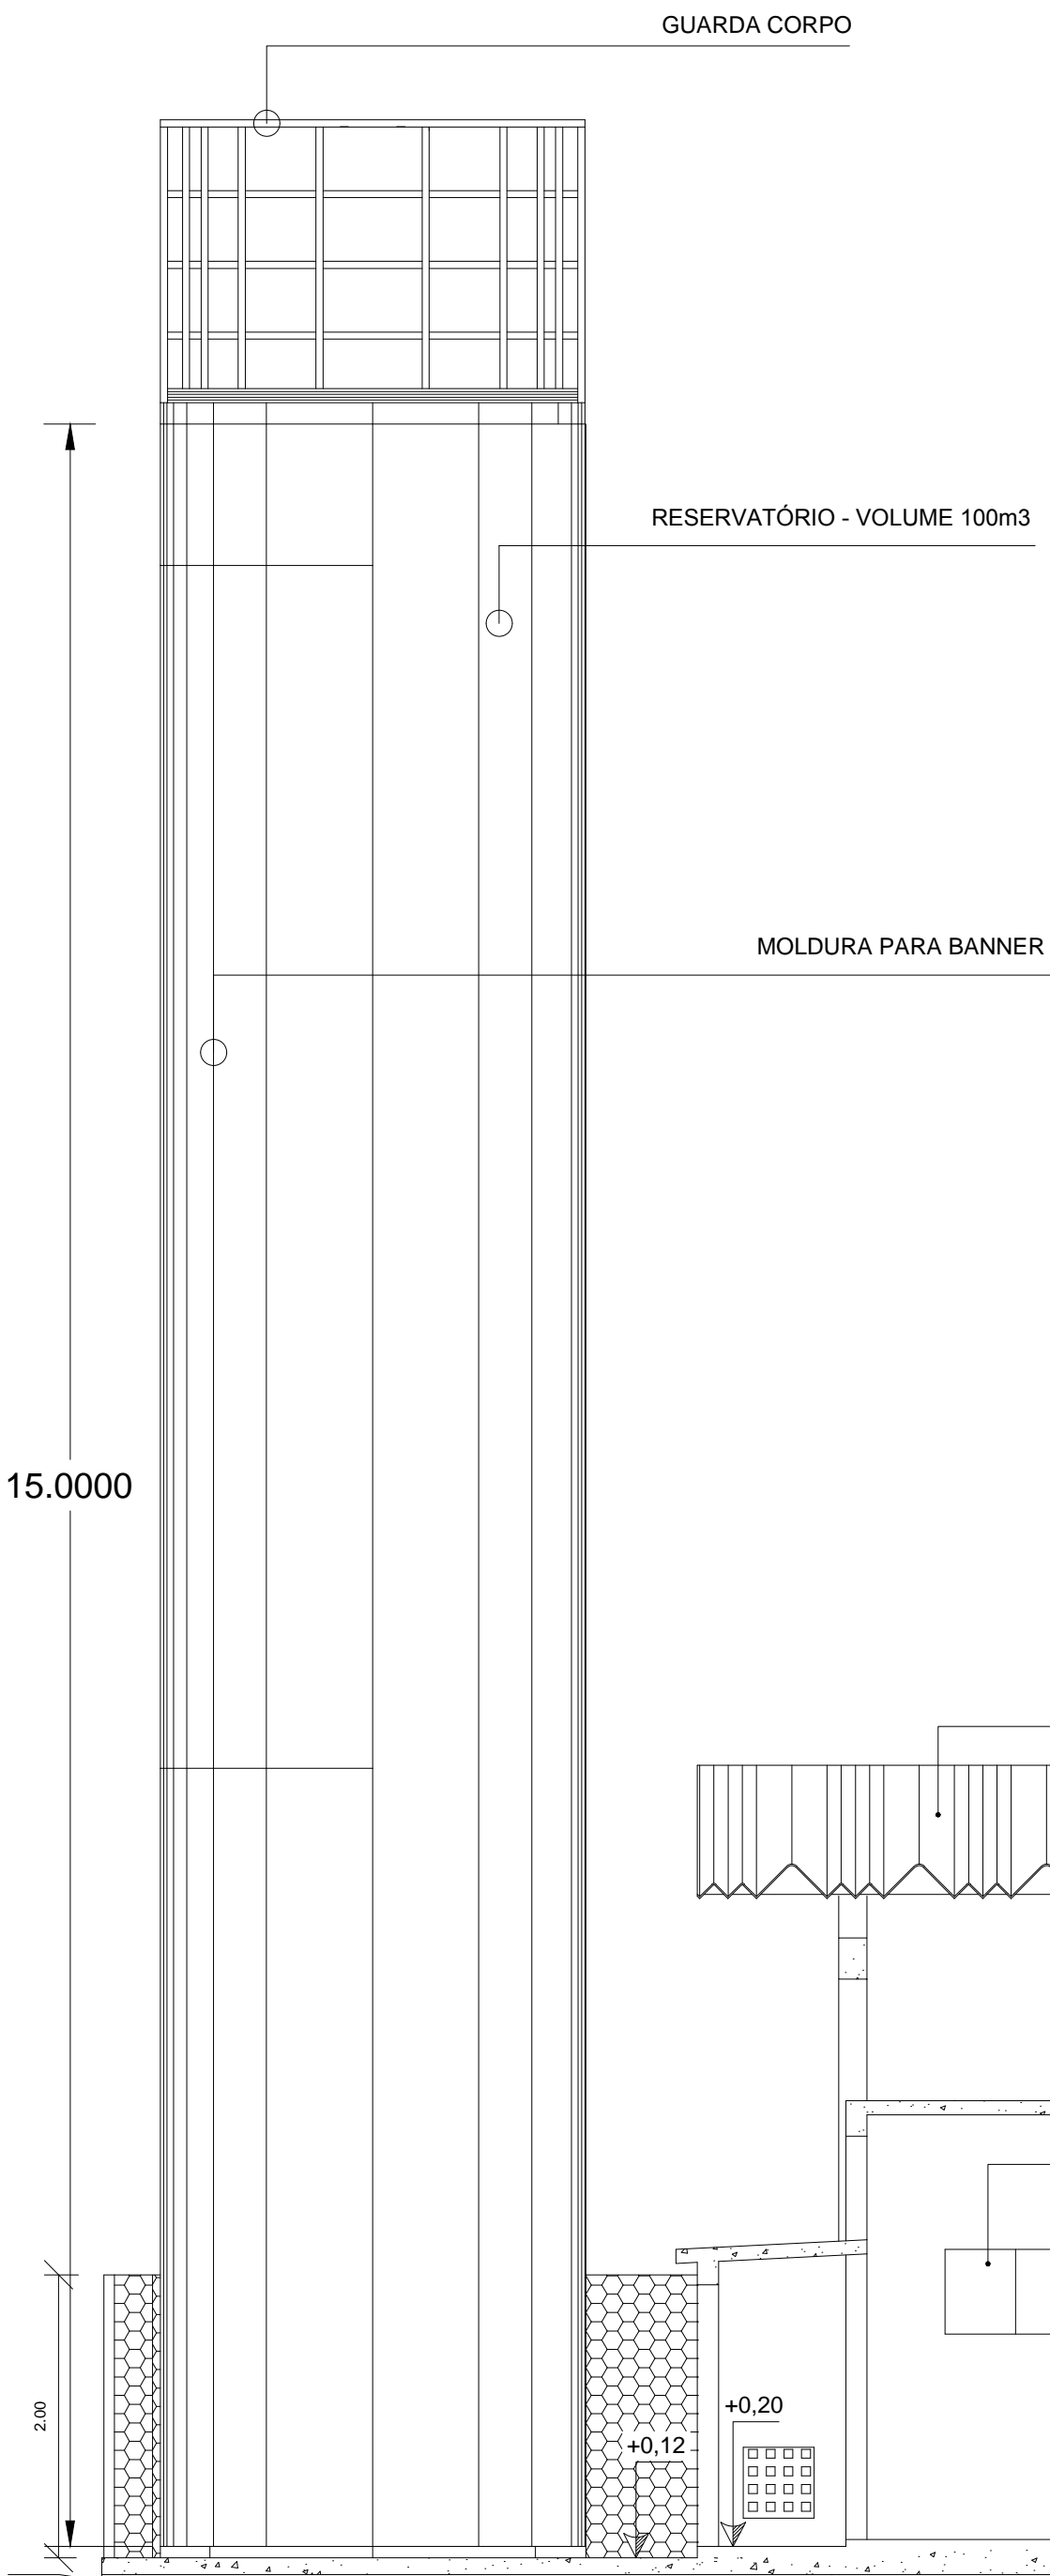 GUARDA CORPO
RESERVATÓRIO - VOLUME 100m3
MOLDURA PARA BANNER
15.0000
2.00
+0,20
+0,12